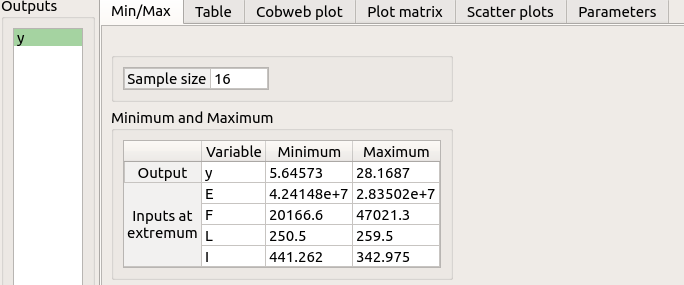 Outputs
Min/Max Table Cobweb plot Plot matrix Scatter plots Parameters
y
Sample size 16
Minimum and Maximum
Variable Minimum Maximum
Output y 5.64573 28.1687
E 4.24148e+7 2.83502e+7
Inputs at extremum F 20166.6 47021.3
L 250.5 259.5
I 441.262 342.975